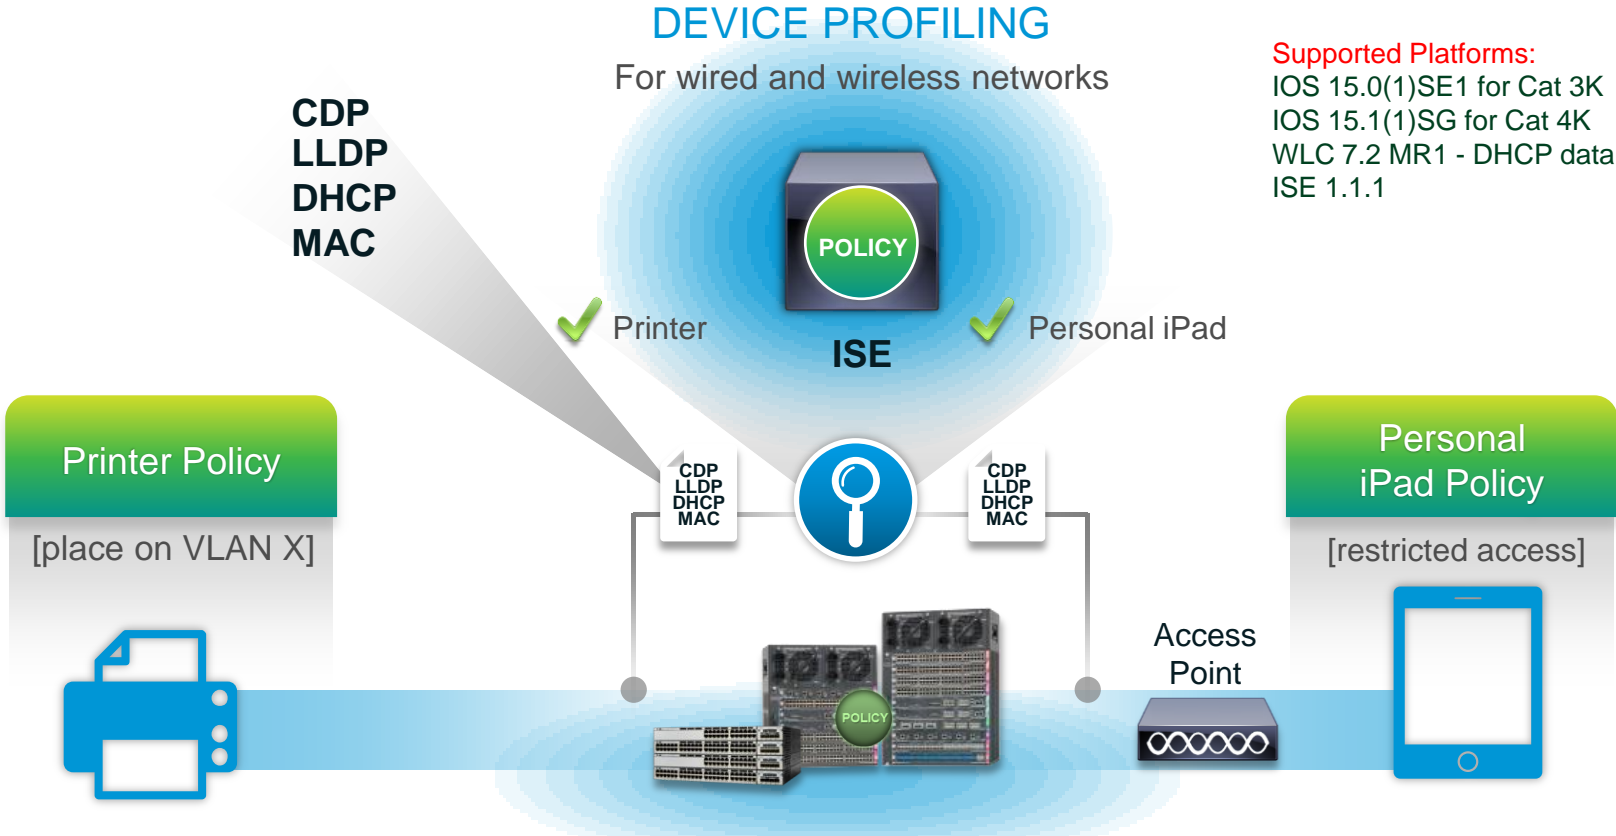 DEVICE PROFILING
For wired and wireless networks
Supported Platforms:
IOS 15.0(1)SE1 for Cat 3K
IOS 15.1(1)SG for Cat 4K
WLC 7.2 MR1 - DHCP data
ISE 1.1.1
CDP
LLDP
DHCP
MAC
POLICY
Printer
Personal iPad
ISE
Printer Policy
[place on VLAN X]
CDP
LLDP
DHCP
MAC
CDP
LLDP
DHCP
MAC
Personal
iPad Policy
[restricted access]
Access
Point
POLICY